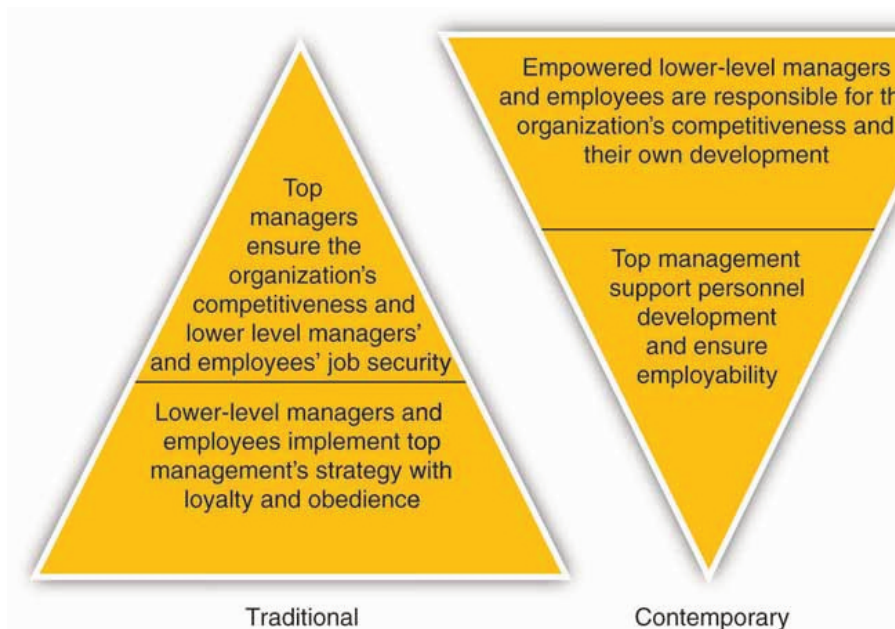 Top
managers
ensure the
organization's
competitiveness and
lower level managers'
and employees' job security
Lower-level managers and
employees implement top
management's strategy with
loyalty and obedience
Traditional
Empowered lower-level managers
and employees are responsible for
organization's competitiveness and
their own development
Top management
support personnel
development
and ensure
employability
Contemporary